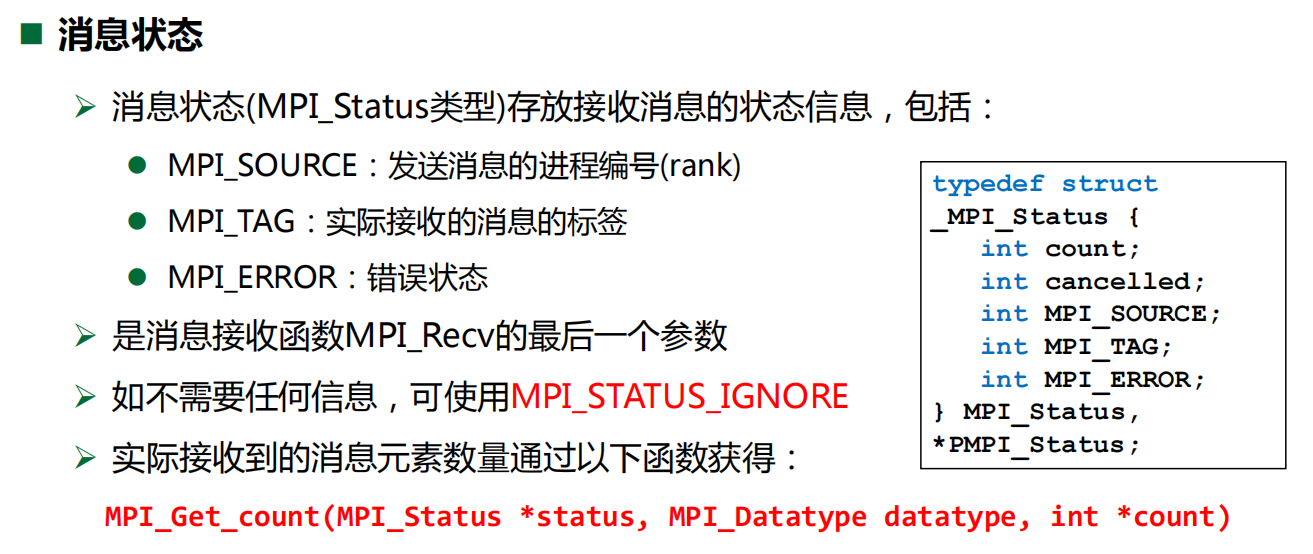 消息状态
消息状态(MPI_Status类型)存放接收消息的状态信息，包括：
MPI_SOURCE：发送消息的进程编号(rank)
MPI_TAG：实际接收的消息的标签
MPI_ERROR：错误状态
是消息接收函数MPI_Recv的最后一个参数
如不需要任何信息，可使用MPI_STATUS_IGNORE
实际接收到的消息元素数量通过以下函数获得：
MPI_Get_count(MPI_Status *status, MPI_Datatype datatype, int *count)
typedef struct
_MPI_Status {
int count;
int cancelled;
int MPI_SOURCE;
int MPI_TAG;
int MPI_ERROR;
} MPI_Status,
*PMPI_Status;